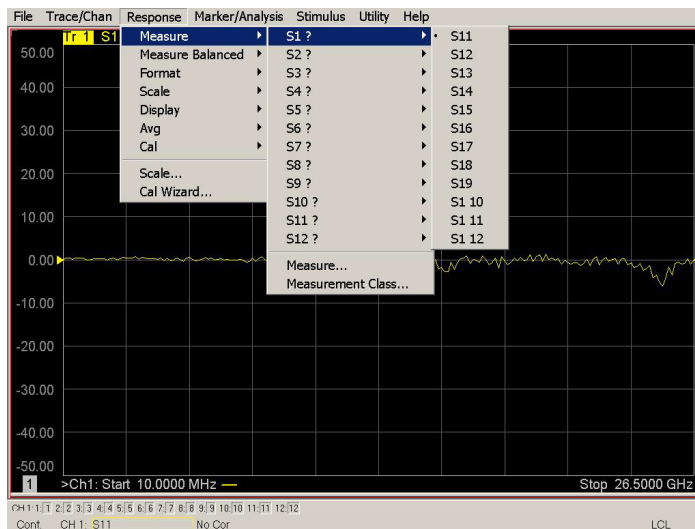 File Trace/Chan Response Marker/Analysis Stimulus Utility Help
Tr 1 S1
Measure
Measure Balanced
Format
Scale
Display
Avg
Cal
Scale...
Cal Wizard...
S1 ?
S2 ?
S3 ?
S4 ?
S5 ?
S6 ?
S7 ?
S8 ?
S9 ?
S10 ?
S11 ?
S12 ?
Measure...
Measurement Class...
S11
S12
S13
S14
S15
S16
S17
S18
S19
S1 10
S1 11
S1 12
50.00
40.00
30.00
20.00
10.00
0.00
-10.00
-20.00
-30.00
-40.00
-50.00
1 >Ch1: Start 10.0000 MHz Stop 26.5000 GHz
CH 1: 1: 1 2: 2 3: 3 4: 4 5: 5 6: 6 7: 7 8: 8 9: 9 10: 10 11: 11 12: 12
Cont. CH 1: S11 No Cor LCL